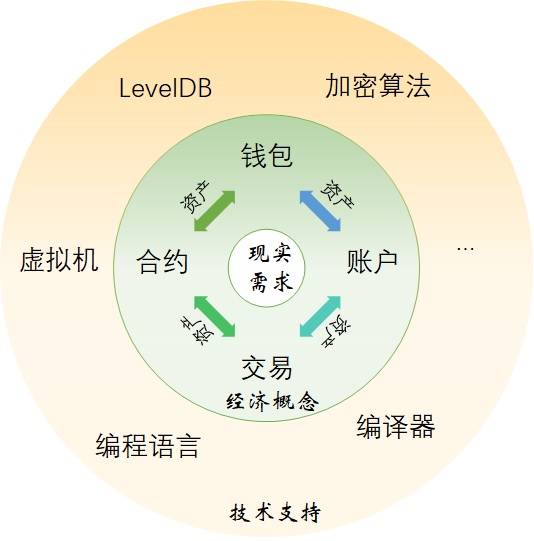 LevelDB
加密算法
钱包
资产
资产
虚拟机
合约
现实
需求
账户
...
资产
资产
交易
经济概念
编程语言
编译器
技术支持